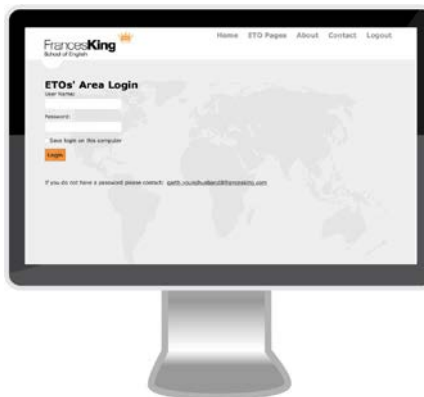 FrancesKing
School of English
Home ETO Pages About Contact Logout
ETOs' Area Login
User Name:
Password:
Save login on this computer
Login
If you do not have a password please contact: